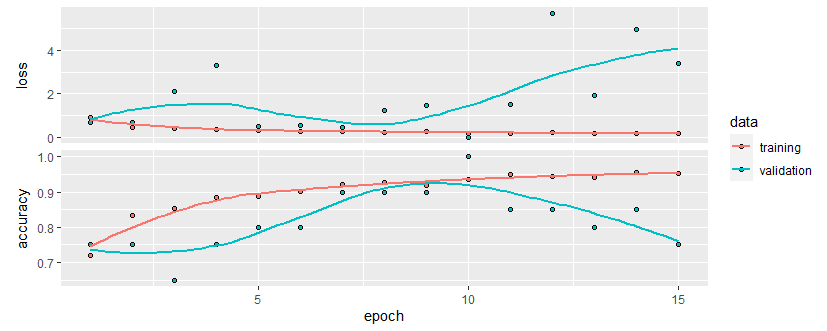 loss
4
2
0
accuracy
1.0
0.9
0.8
0.7
5
10
15
epoch
data
training
validation